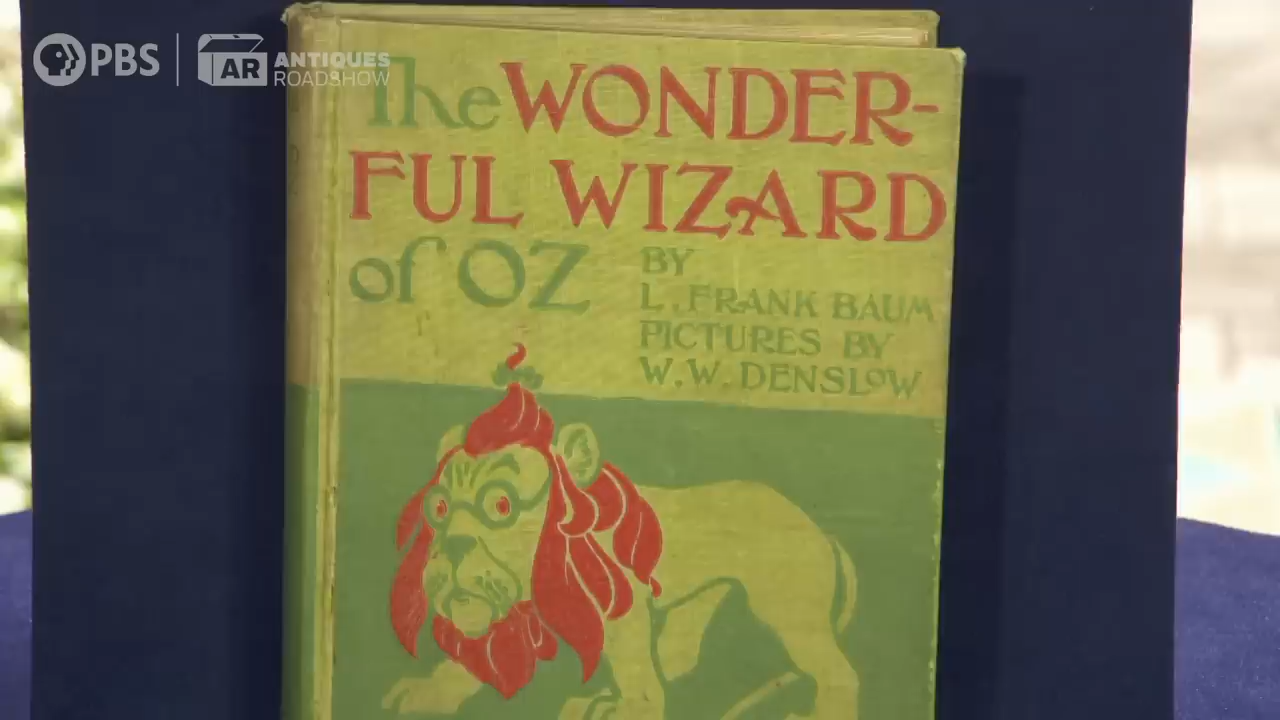 PBS
AR ANTIQUES
ROADSHOW
The WONDER-
FUL WIZARD
of OZ
BY
L. FRANK BAUM
PICTURES BY
W. W. DENSLOW